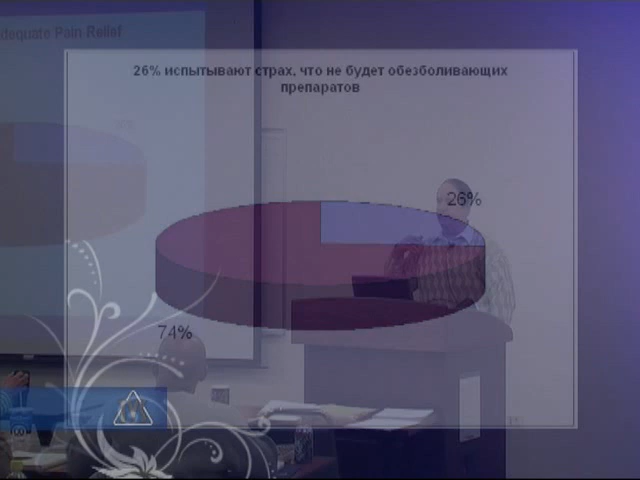 dequate Pain Relief
26% испытывают страх, что не будет обезболивающих
препаратов
26%
74%